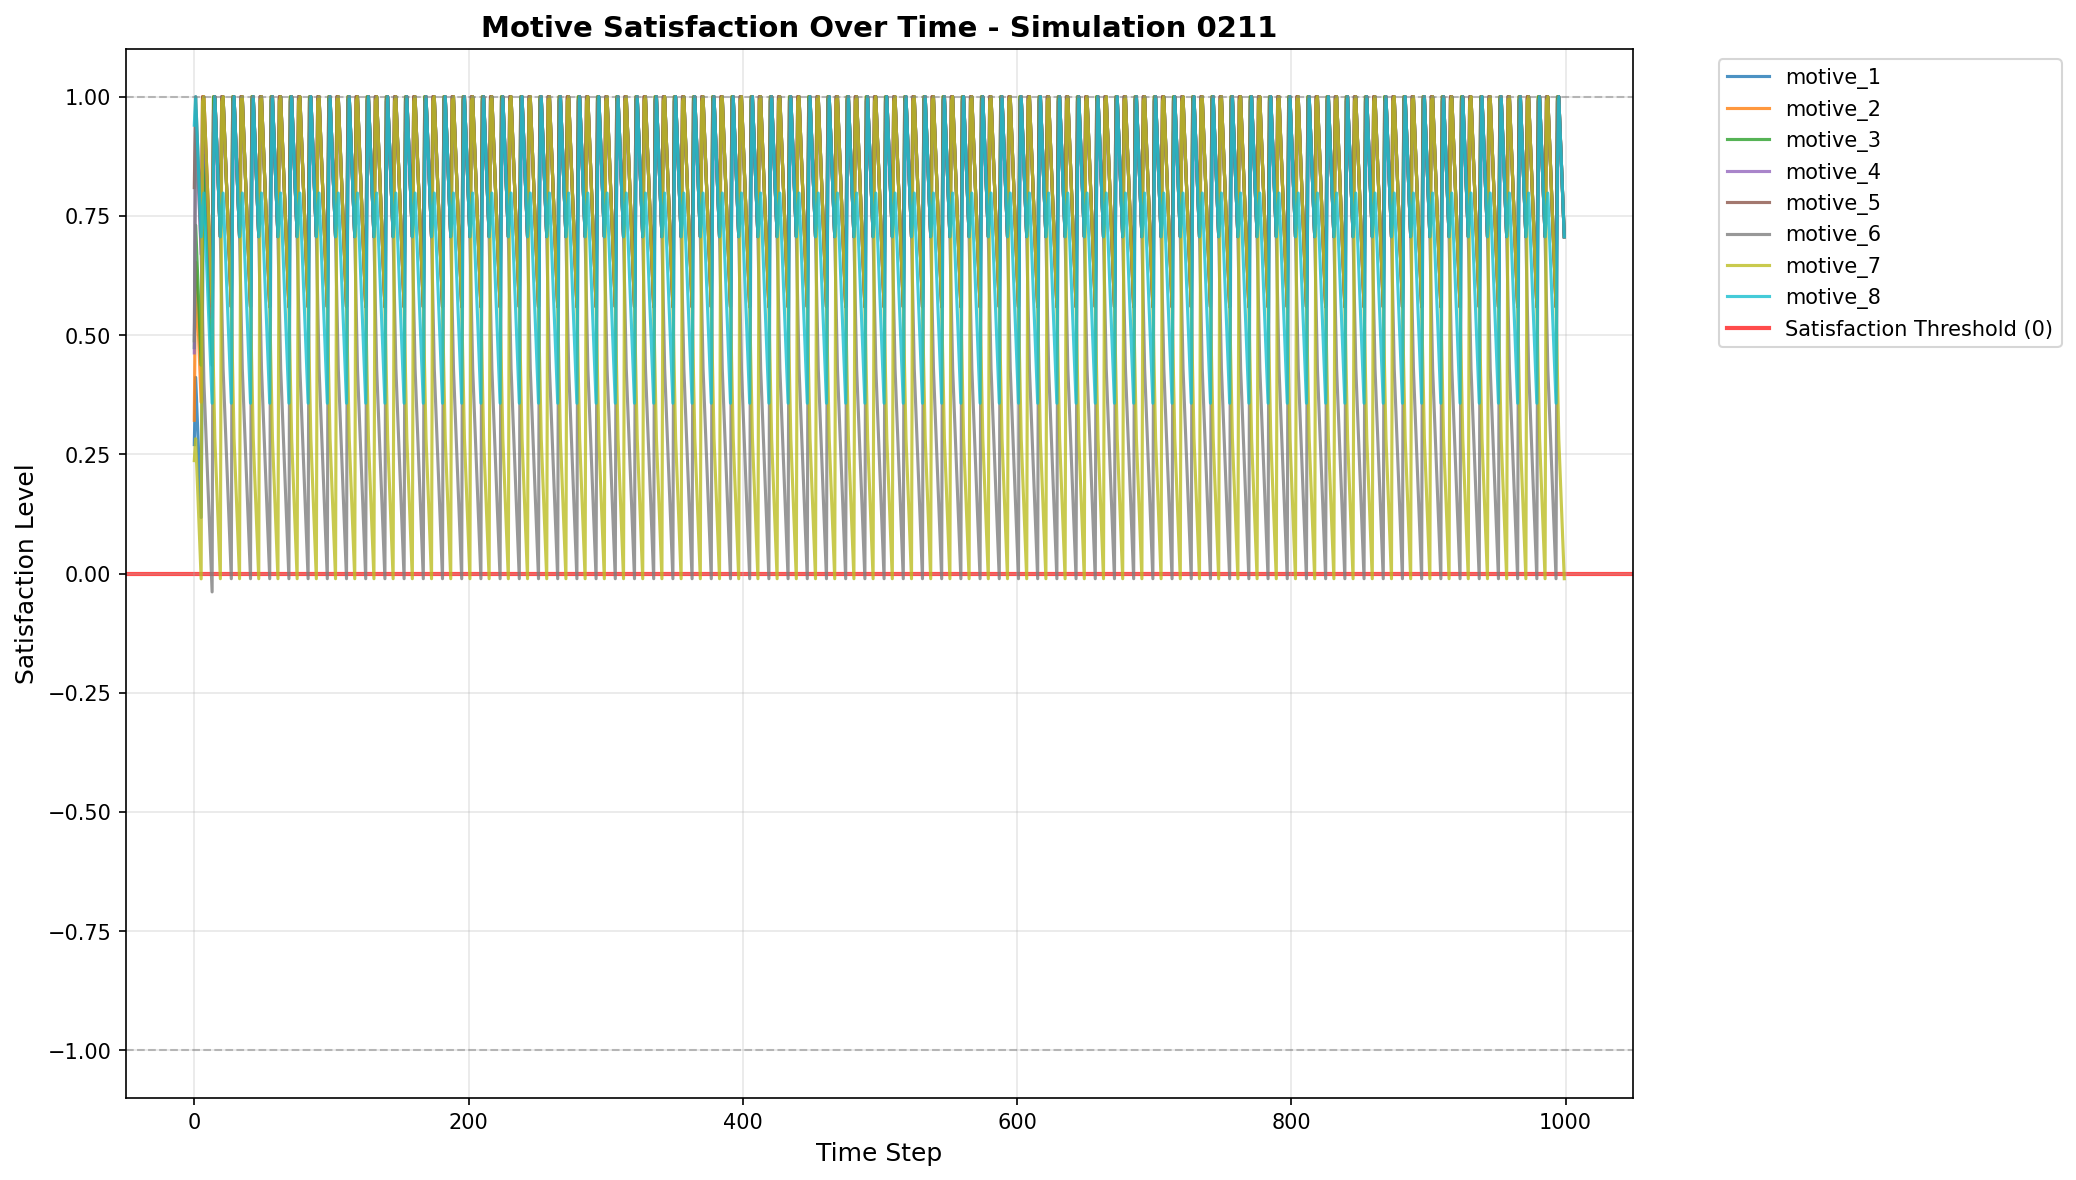 Motive Satisfaction Over Time - Simulation 0211
1.00
0.75
0.50
0.25
0.00
−0.25
−0.50
−0.75
−1.00
Satisfaction Level
0
200
400
600
800
1000
Time Step
motive_1
motive_2
motive_3
motive_4
motive_5
motive_6
motive_7
motive_8
Satisfaction Threshold (0)